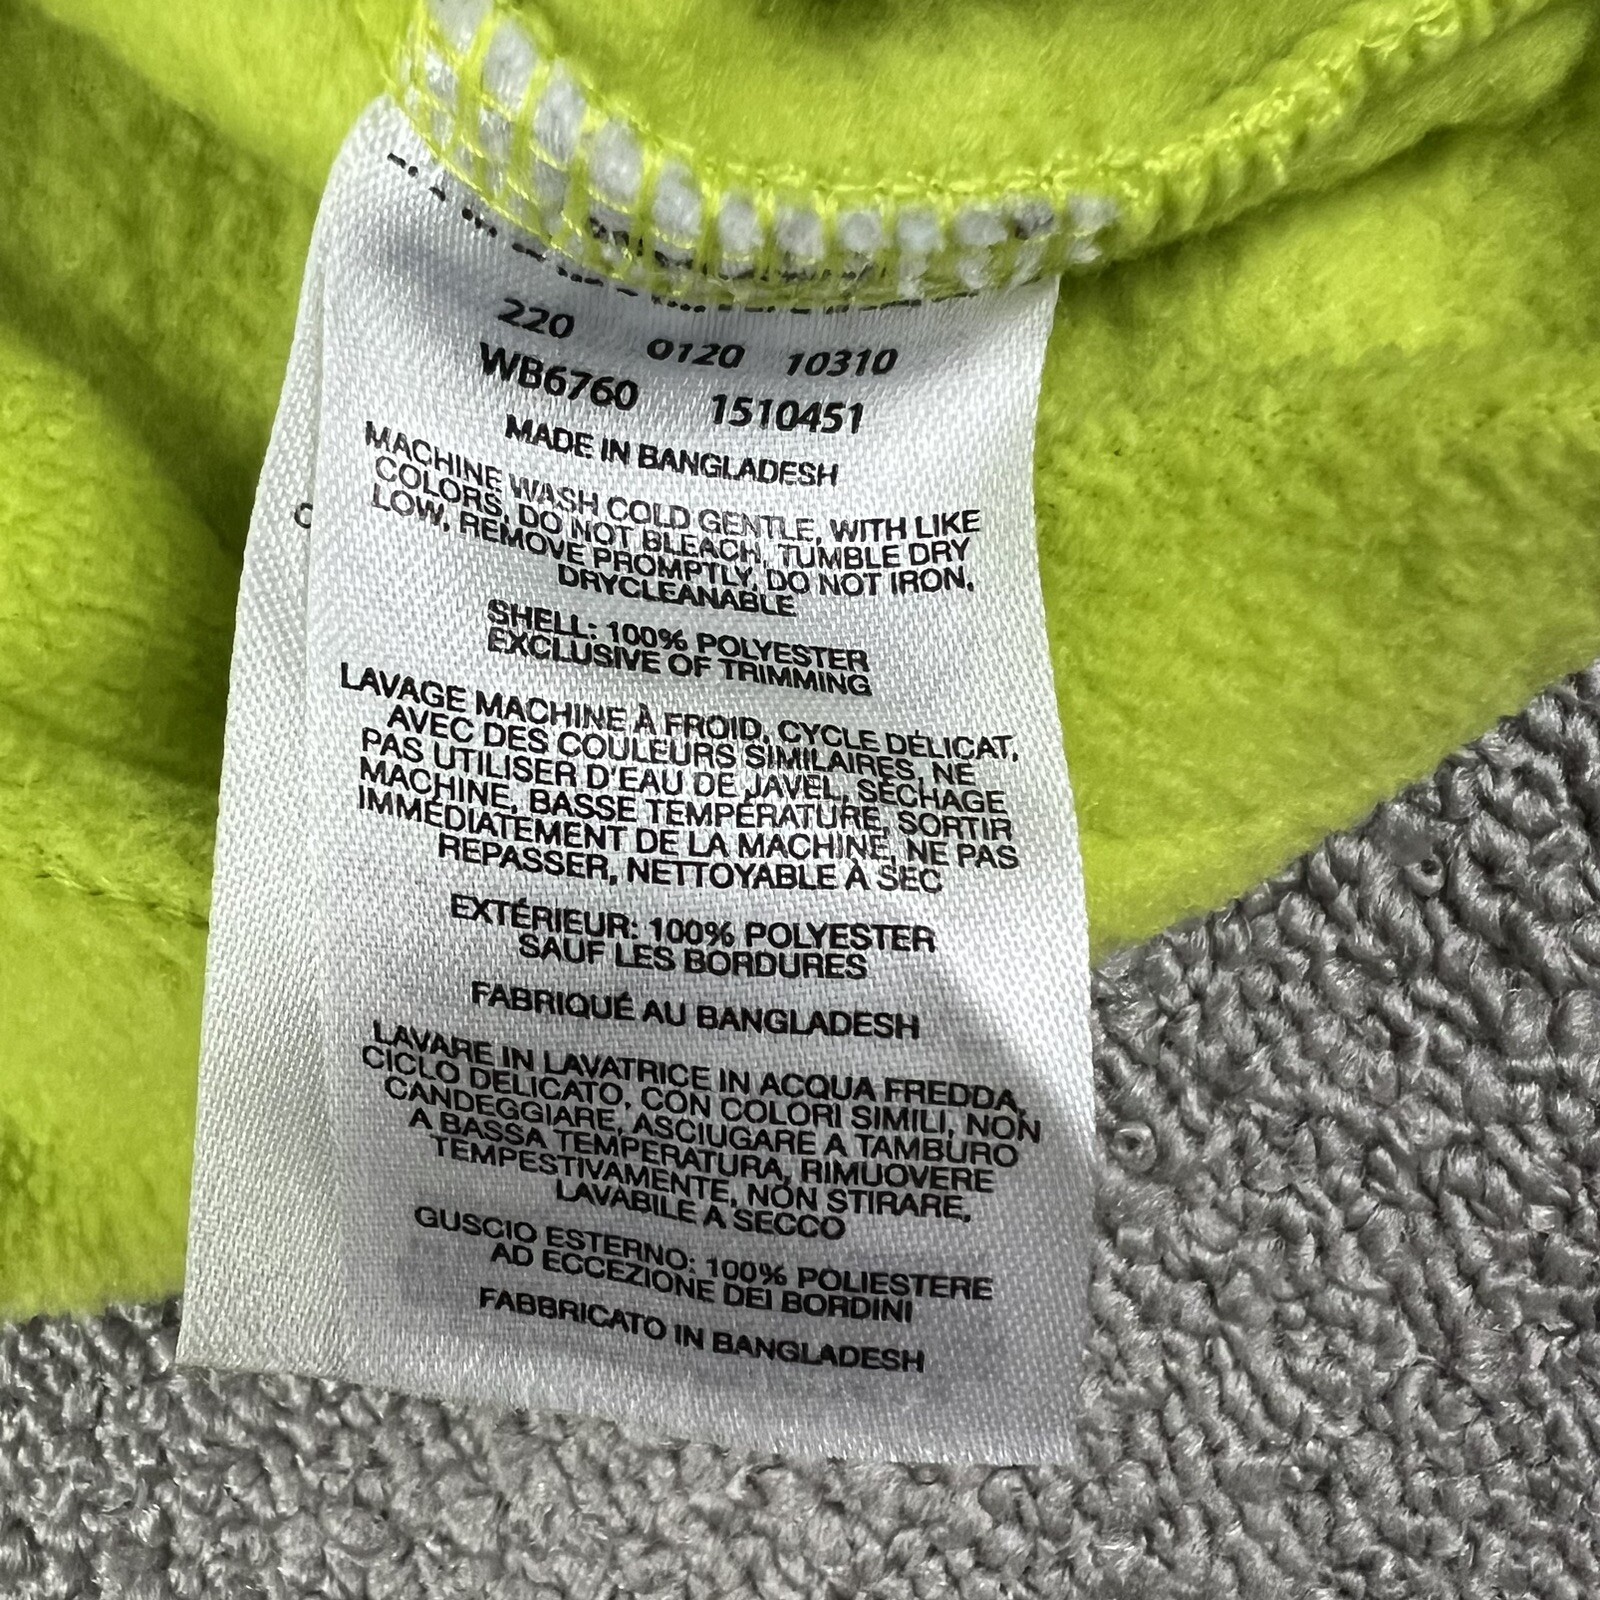 220 0120 10310
WB6760 1510451
MADE IN BANGLADESH
MACHINE WASH COLD GENTLE, WITH LIKE
COLORS, DO NOT BLEACH, TUMBLE DRY
LOW, REMOVE PROMPTLY, DO NOT IRON,
DRYCLEANABLE
SHELL: 100% POLYESTER
EXCLUSIVE OF TRIMMING
LAVAGE MACHINE À FROID, CYCLE DÉLICAT,
AVEC DES COULEURS SIMILAIRES, NE
PAS UTILISER D'EAU DE JAVEL, SÉCHAGE
MACHINE, BASSE TEMPÉRATURE, SORTIR
IMMÉDIATEMENT DE LA MACHINE, NE PAS
REPASSER, NETTOYABLE À SEC
EXTÉRIEUR: 100% POLYESTER
SAUF LES BORDURES
FABRIQUÉ AU BANGLADESH
LAVARE IN LAVATRICE IN ACQUA FREDDA,
CICLO DELICATO, CON COLORI SIMILI, NON
CANDEGGIARE, ASCIUGARE A TAMBURO
A BASSA TEMPERATURA, RIMUOVERE
TEMPESTIVAMENTE, NON STIRARE,
LAVABILE A SECCO
GUSCIO ESTERNO: 100% POLIESTERE
AD ECCEZIONE DEI BORDINI
FABBRICATO IN BANGLADESH